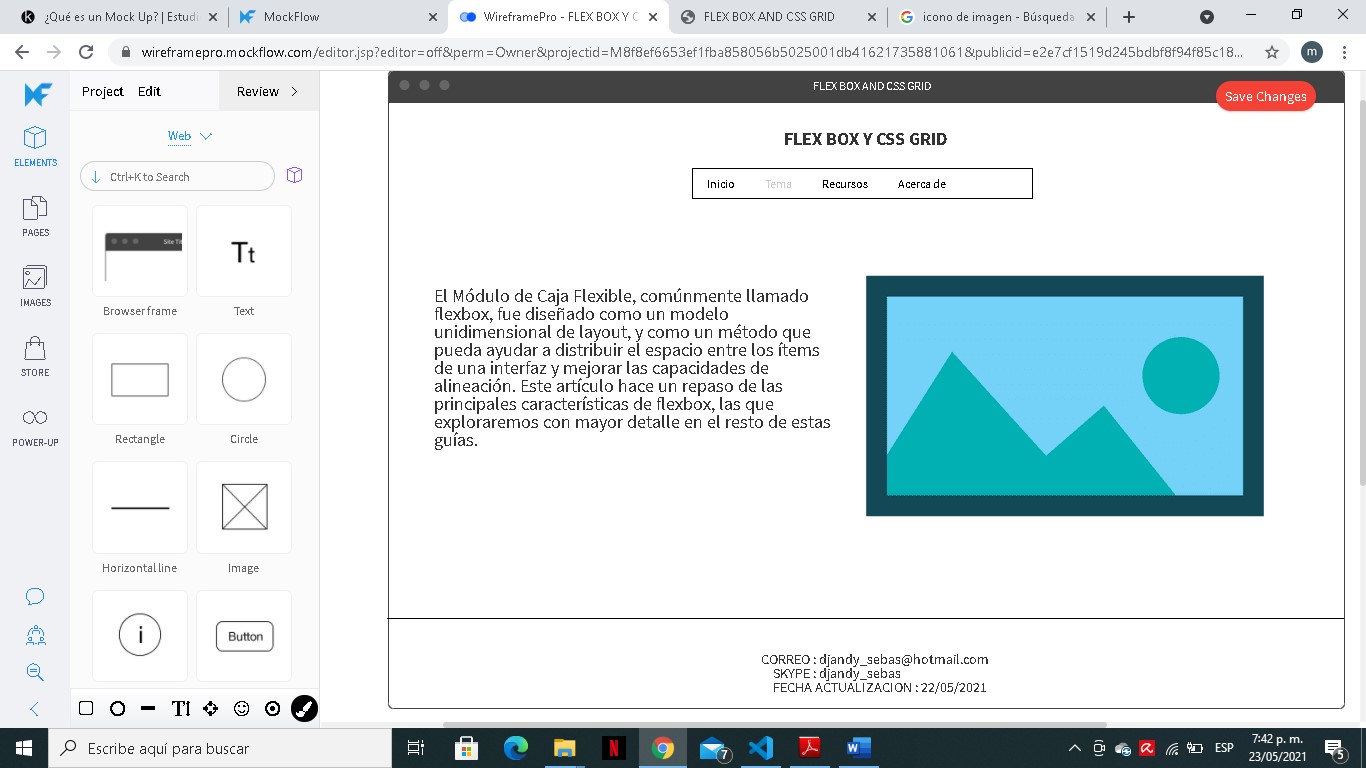 ¿Qué es un Mock Up? | Estudi
MockFlow
WireframePro - FLEX BOX Y C
FLEX BOX AND CSS GRID
icono de imagen - Búsqueda
wireframepro.mockflow.com/editor.jsp?editor=off&perm=Owner&projectid=M8f8ef6653ef1fba858056b5025001db41621735881061&publicid=e2e7cf1519d245bdbf8f94f85c18...
m
Project Edit Review
Web
Ctrl+K to Search
ELEMENTS
PAGES
IMAGES
STORE
POWER-UP
Site Ti
Tt
Browser frame Text
Rectangle Circle
Horizontal line Image
i
Button
T
FLEX BOX AND CSS GRID
Save Changes
FLEX BOX Y CSS GRID
Inicio Tema Recursos Acerca de
El Módulo de Caja Flexible, comúnmente llamado
flexbox, fue diseñado como un modelo
unidimensional de layout, y como un método que
pueda ayudar a distribuir el espacio entre los ítems
de una interfaz y mejorar las capacidades de
alineación. Este artículo hace un repaso de las
principales características de flexbox, las que
exploraremos con mayor detalle en el resto de estas
guías.
CORREO : djandy_sebas@hotmail.com
SKYPE : djandy_sebas
FECHA ACTUALIZACION : 22/05/2021
Escribe aquí para buscar
N
7
W
ESP
7:42 p. m.
23/05/2021
5